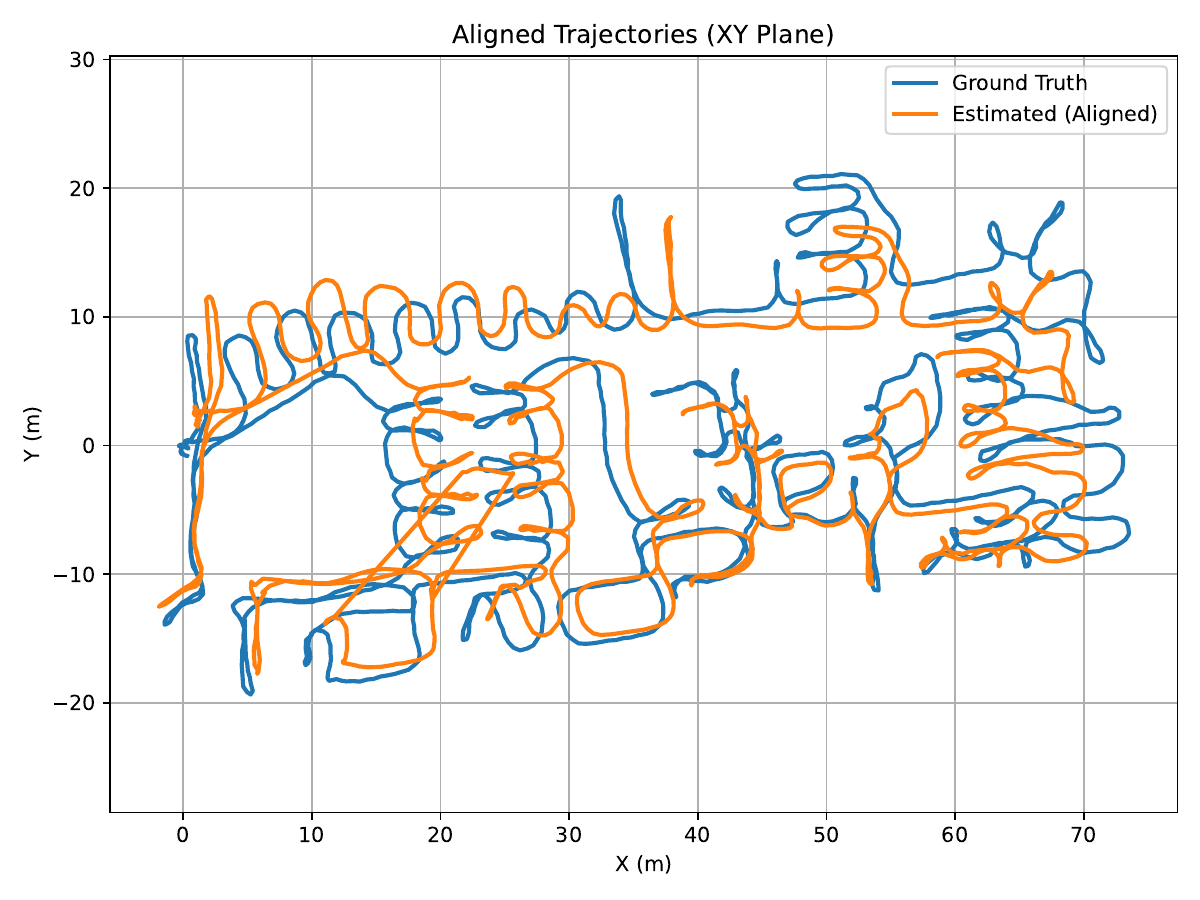 Aligned Trajectories (XY Plane)
Ground Truth
Estimated (Aligned)
30
20
10
0
−10
−20
Y (m)
0 10 20 30 40 50 60 70
X (m)